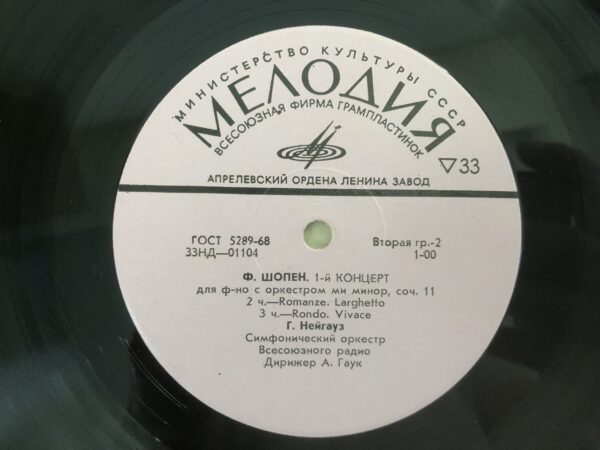 МИНИСТЕРСТВО КУЛЬТУРЫ СССР
МЕЛОДИЯ
ВСЕСОЮЗНАЯ ФИРМА ГРАМПЛАСТИНОК
▽33
АПРЕЛЕВСКИЙ ОРДЕНА ЛЕНИНА ЗАВОД
ГОСТ 5289-68 Вторая гр.-2
33НД—01104 1-00
Ф. ШОПЕН. 1-й КОНЦЕРТ
для ф-но с оркестром ми минор, соч. 11
2 ч.—Romanze. Larghetto
3 ч.—Rondo. Vivace
Г. Нейгауз
Симфонический оркестр
Всесоюзного радио
Дирижер А. Гаук